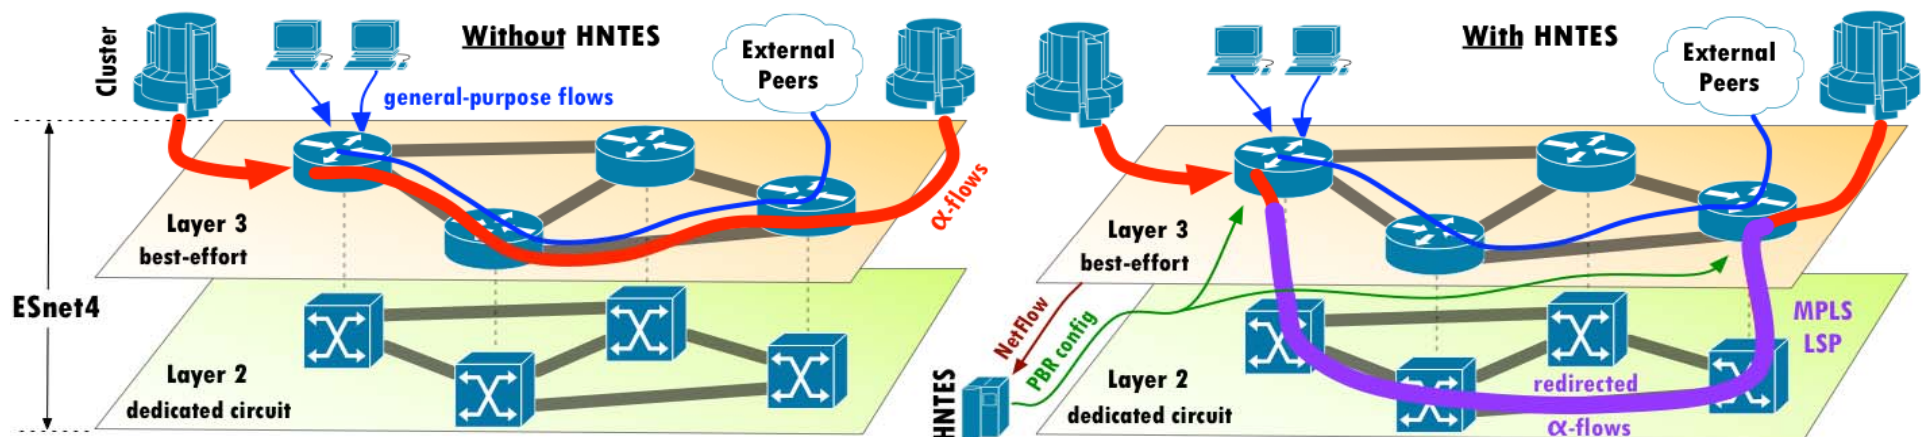 Without HNTES
Cluster
External
Peers
general-purpose flows
α-flows
Layer 3
best-effort
ESnet4
Layer 2
dedicated circuit
With HNTES
External
Peers
Layer 3
best-effort
NetFlow
PBR config
MPLS
LSP
HNTES
Layer 2
dedicated circuit
redirected
α-flows